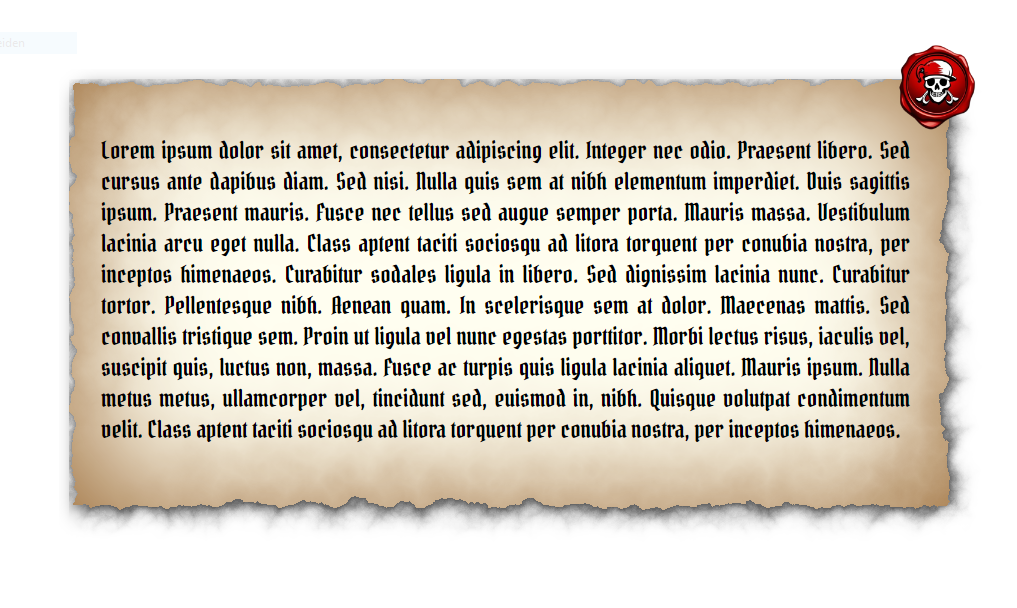 eiden
Lorem ipsum dolor sit amet, consectetur adipiscing elit. Integer nec odio. Praesent libero. Sed
cursus ante dapibus diam. Sed nisi. Nulla quis sem at nibh elementum imperdiet. Duis sagittis
ipsum. Praesent mauris. Fusce nec tellus sed augue semper porta. Mauris massa. Vestibulum
lacinia arcu eget nulla. Class aptent taciti sociosqu ad litora torquent per conubia nostra, per
inceptos himenaeos. Curabitur sodales ligula in libero. Sed dignissim lacinia nunc. Curabitur
tortor. Pellentesque nibh. Aenean quam. In scelerisque sem at dolor. Maecenas mattis. Sed
convallis tristique sem. Proin ut ligula vel nunc egestas porttitor. Morbi lectus risus, iaculis vel,
suscipit quis, luctus non, massa. Fusce ac turpis quis ligula lacinia aliquet. Mauris ipsum. Nulla
metus metus, ullamcorper vel, tincidunt sed, euismod in, nibh. Quisque volutpat condimentum
velit. Class aptent taciti sociosqu ad litora torquent per conubia nostra, per inceptos himenaeos.